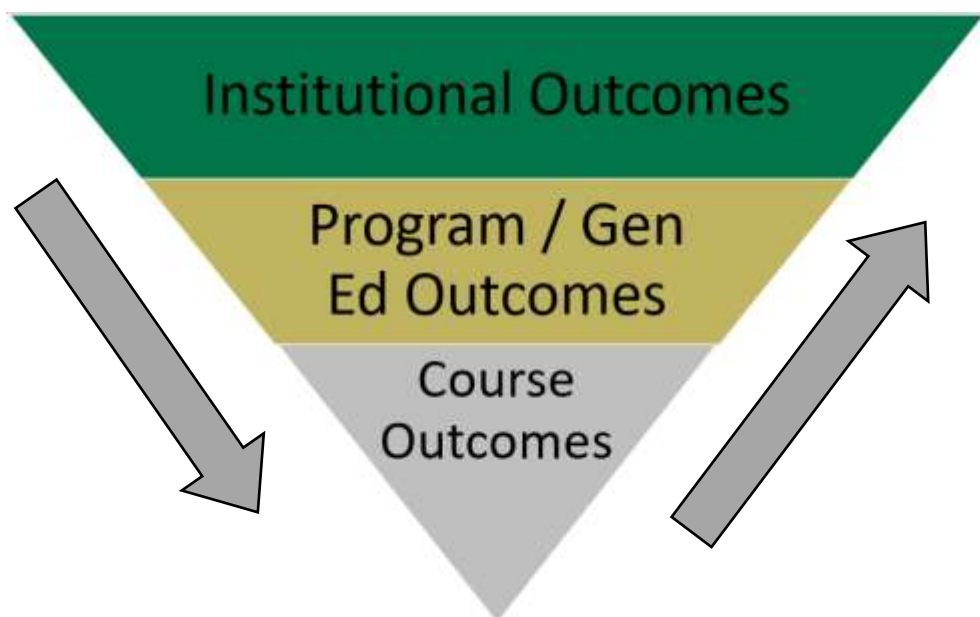 Institutional Outcomes
Program / Gen
Ed Outcomes
Course
Outcomes